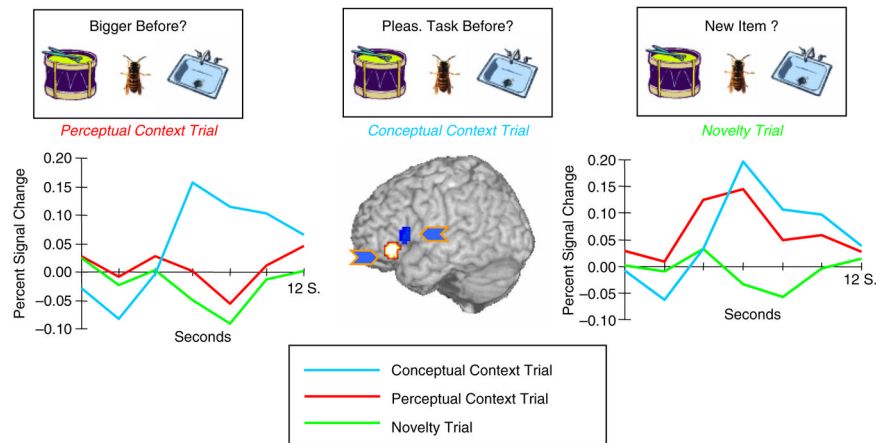 Bigger Before?
Pleas. Task Before?
New Item ?
Perceptual Context Trial
Conceptual Context Trial
Novelty Trial
Percent Signal Change
0.20
0.15
0.10
0.05
0.00
−0.05
−0.10
12 S.
Seconds
Percent Signal Change
0.20
0.15
0.10
0.05
0.00
−0.05
−0.10
12 S.
Seconds
Conceptual Context Trial
Perceptual Context Trial
Novelty Trial